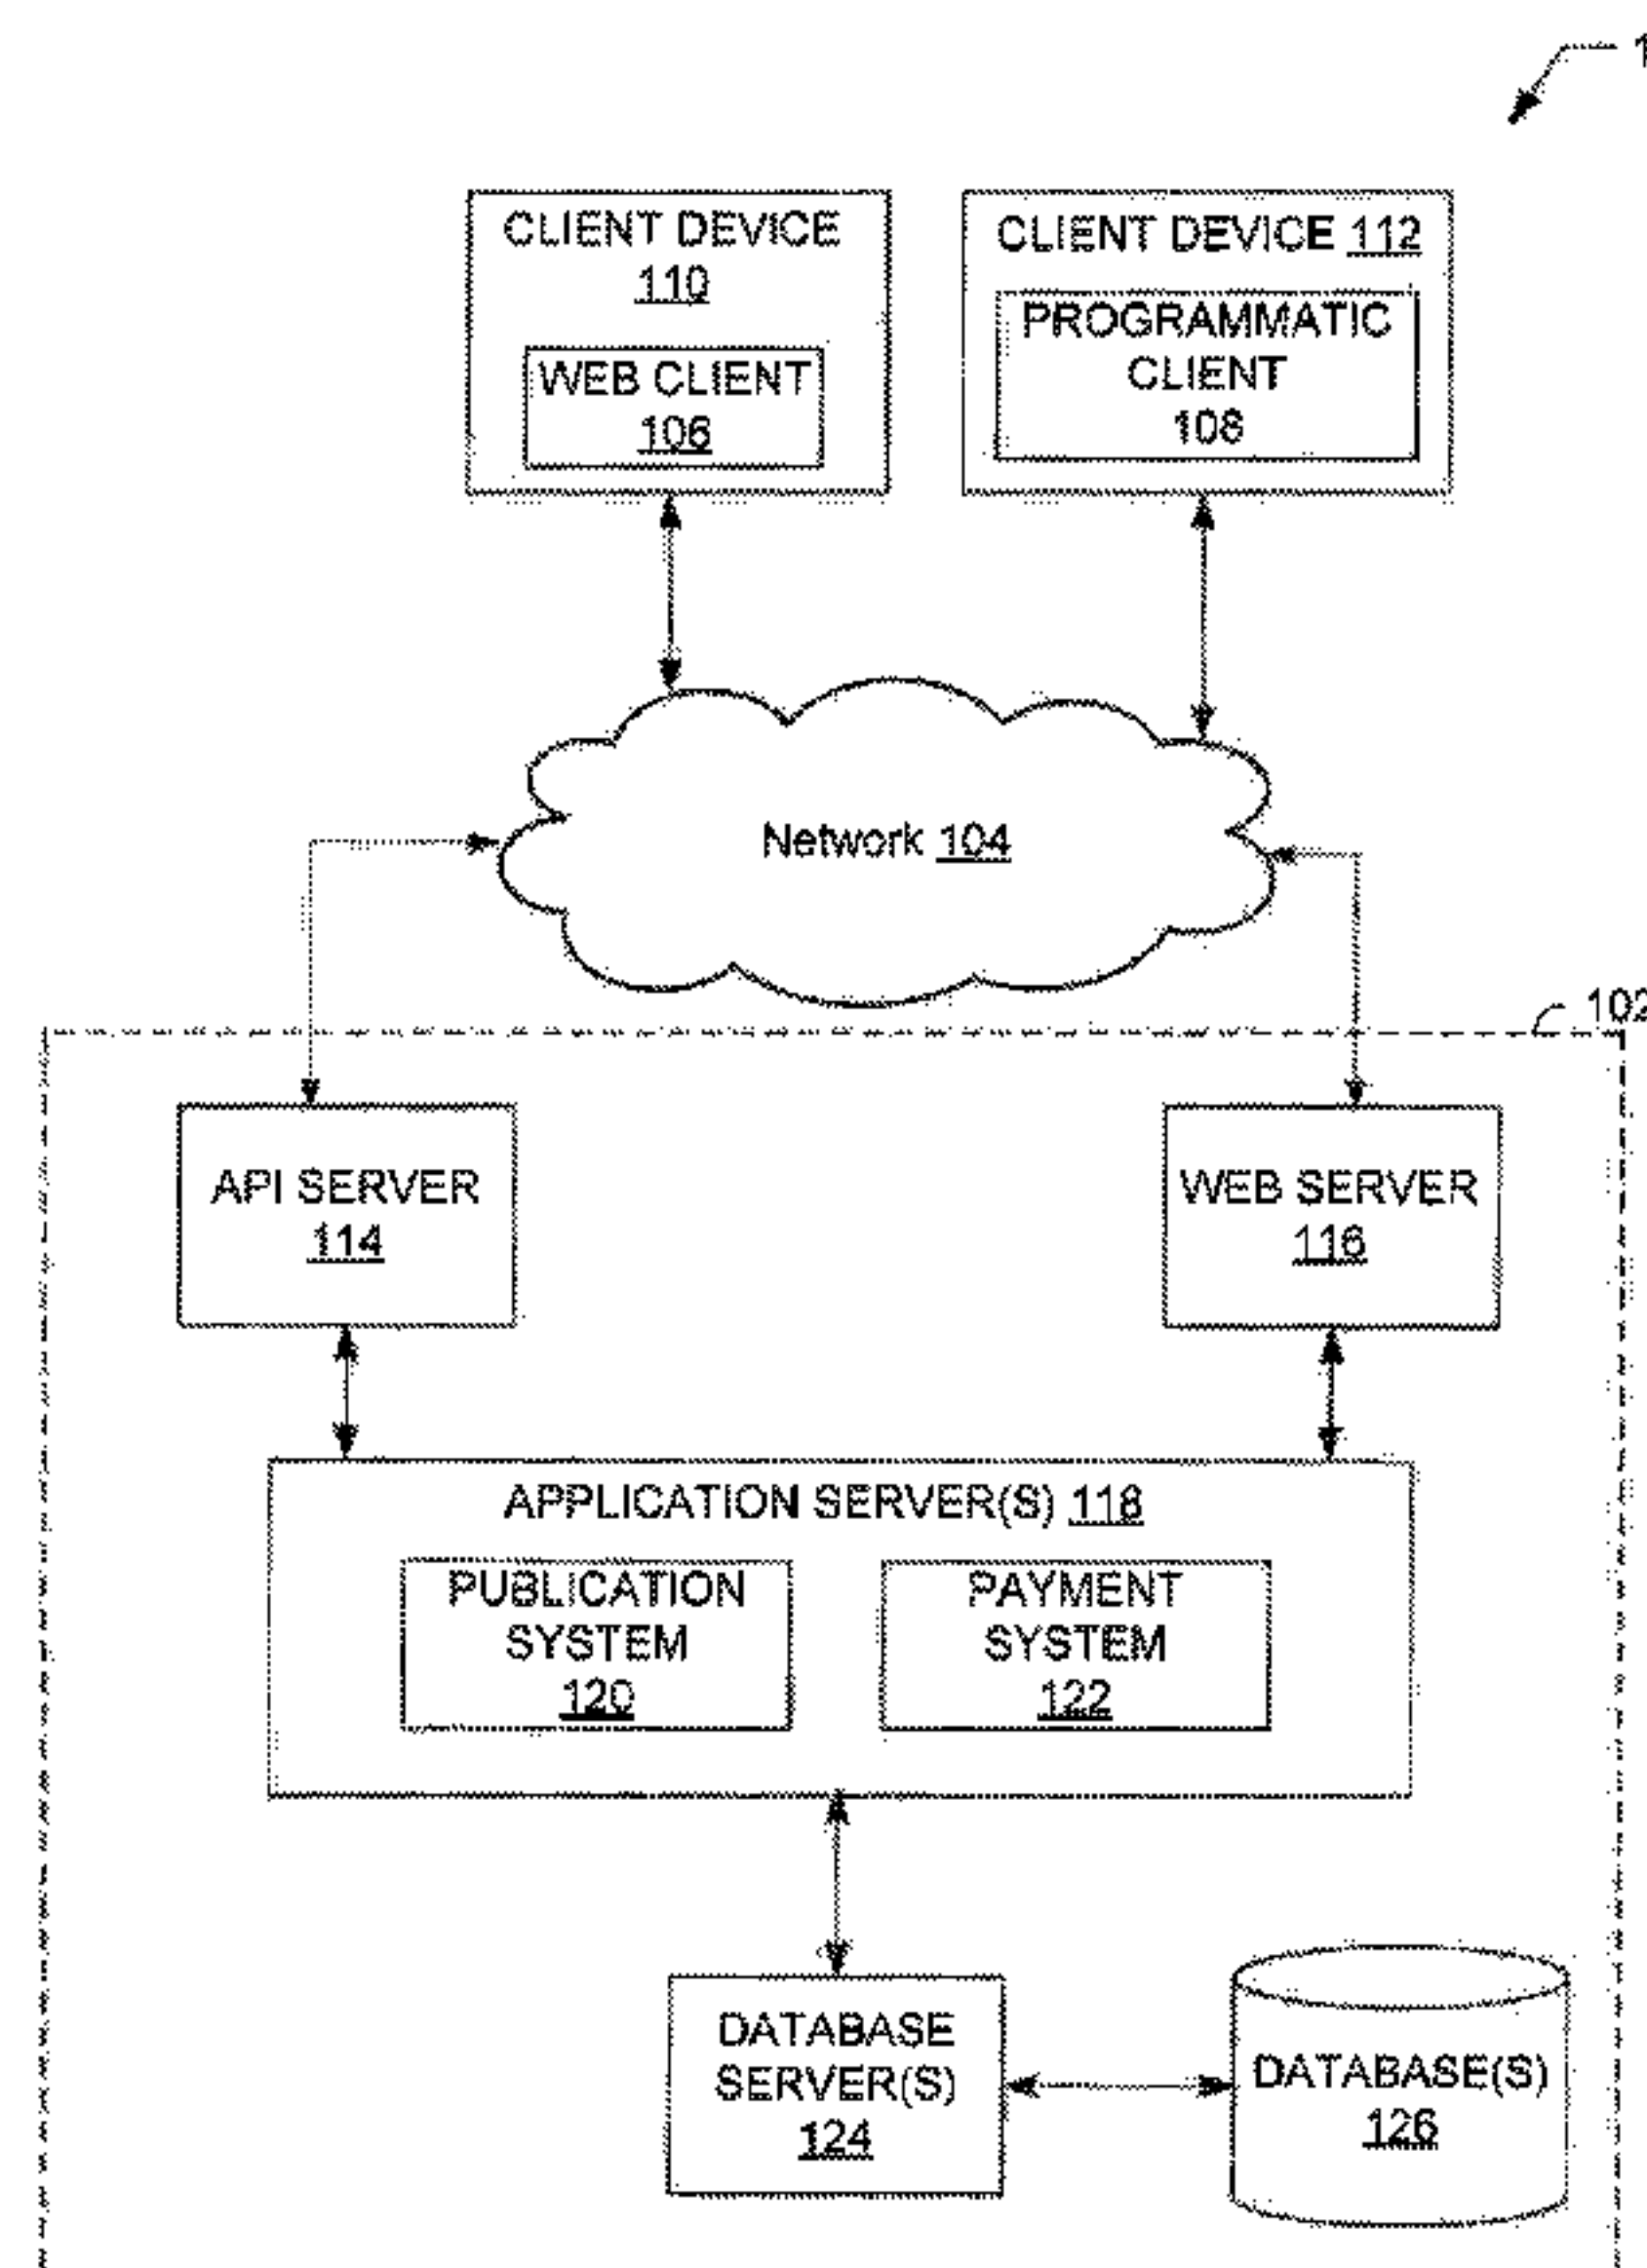 CLIENT DEVICE
110
WEB CLIENT
106
CLIENT DEVICE 112
PROGRAMMATIC
CLIENT
108
Network 104
102
API SERVER
114
WEB SERVER
116
APPLICATION SERVER(S) 118
PUBLICATION
SYSTEM
120
PAYMENT
SYSTEM
122
DATABASE
SERVER(S)
124
DATABASE(S)
126